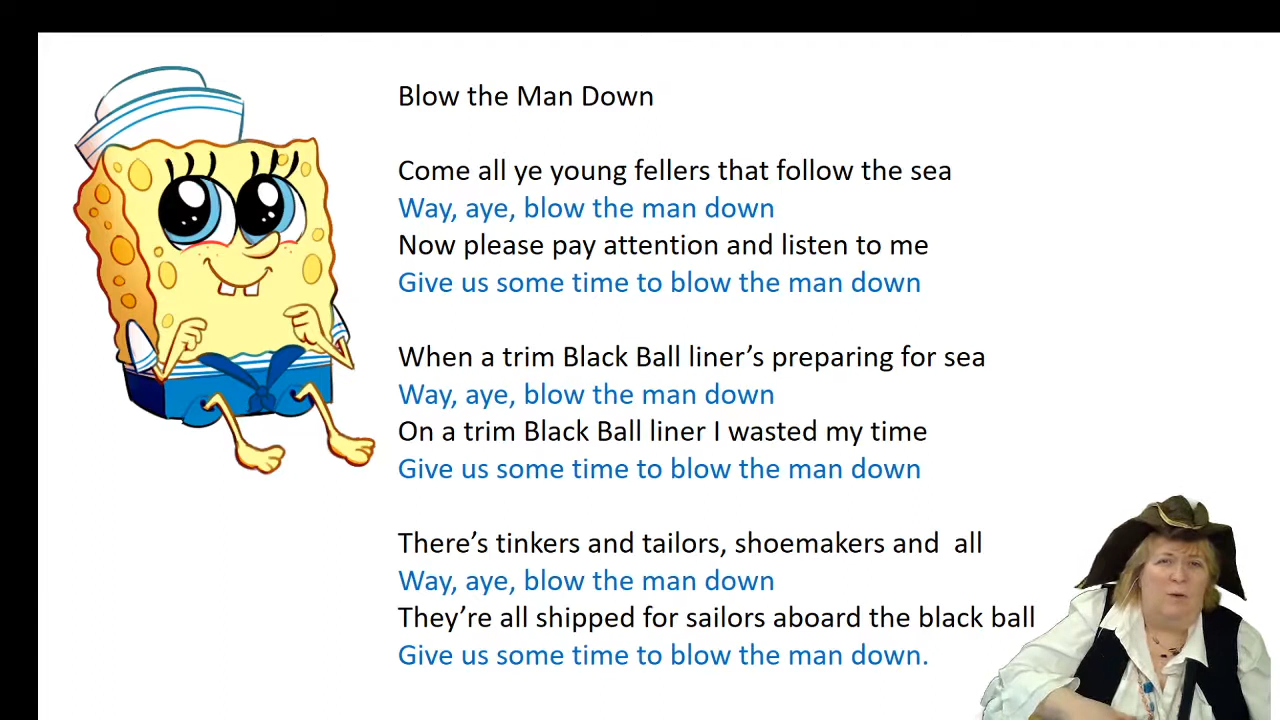 Blow the Man Down
Come all ye young fellers that follow the sea
Way, aye, blow the man down
Now please pay attention and listen to me
Give us some time to blow the man down
When a trim Black Ball liner’s preparing for sea
Way, aye, blow the man down
On a trim Black Ball liner I wasted my time
Give us some time to blow the man down
There’s tinkers and tailors, shoemakers and  all
Way, aye, blow the man down
They’re all shipped for sailors aboard the black ball
Give us some time to blow the man down.